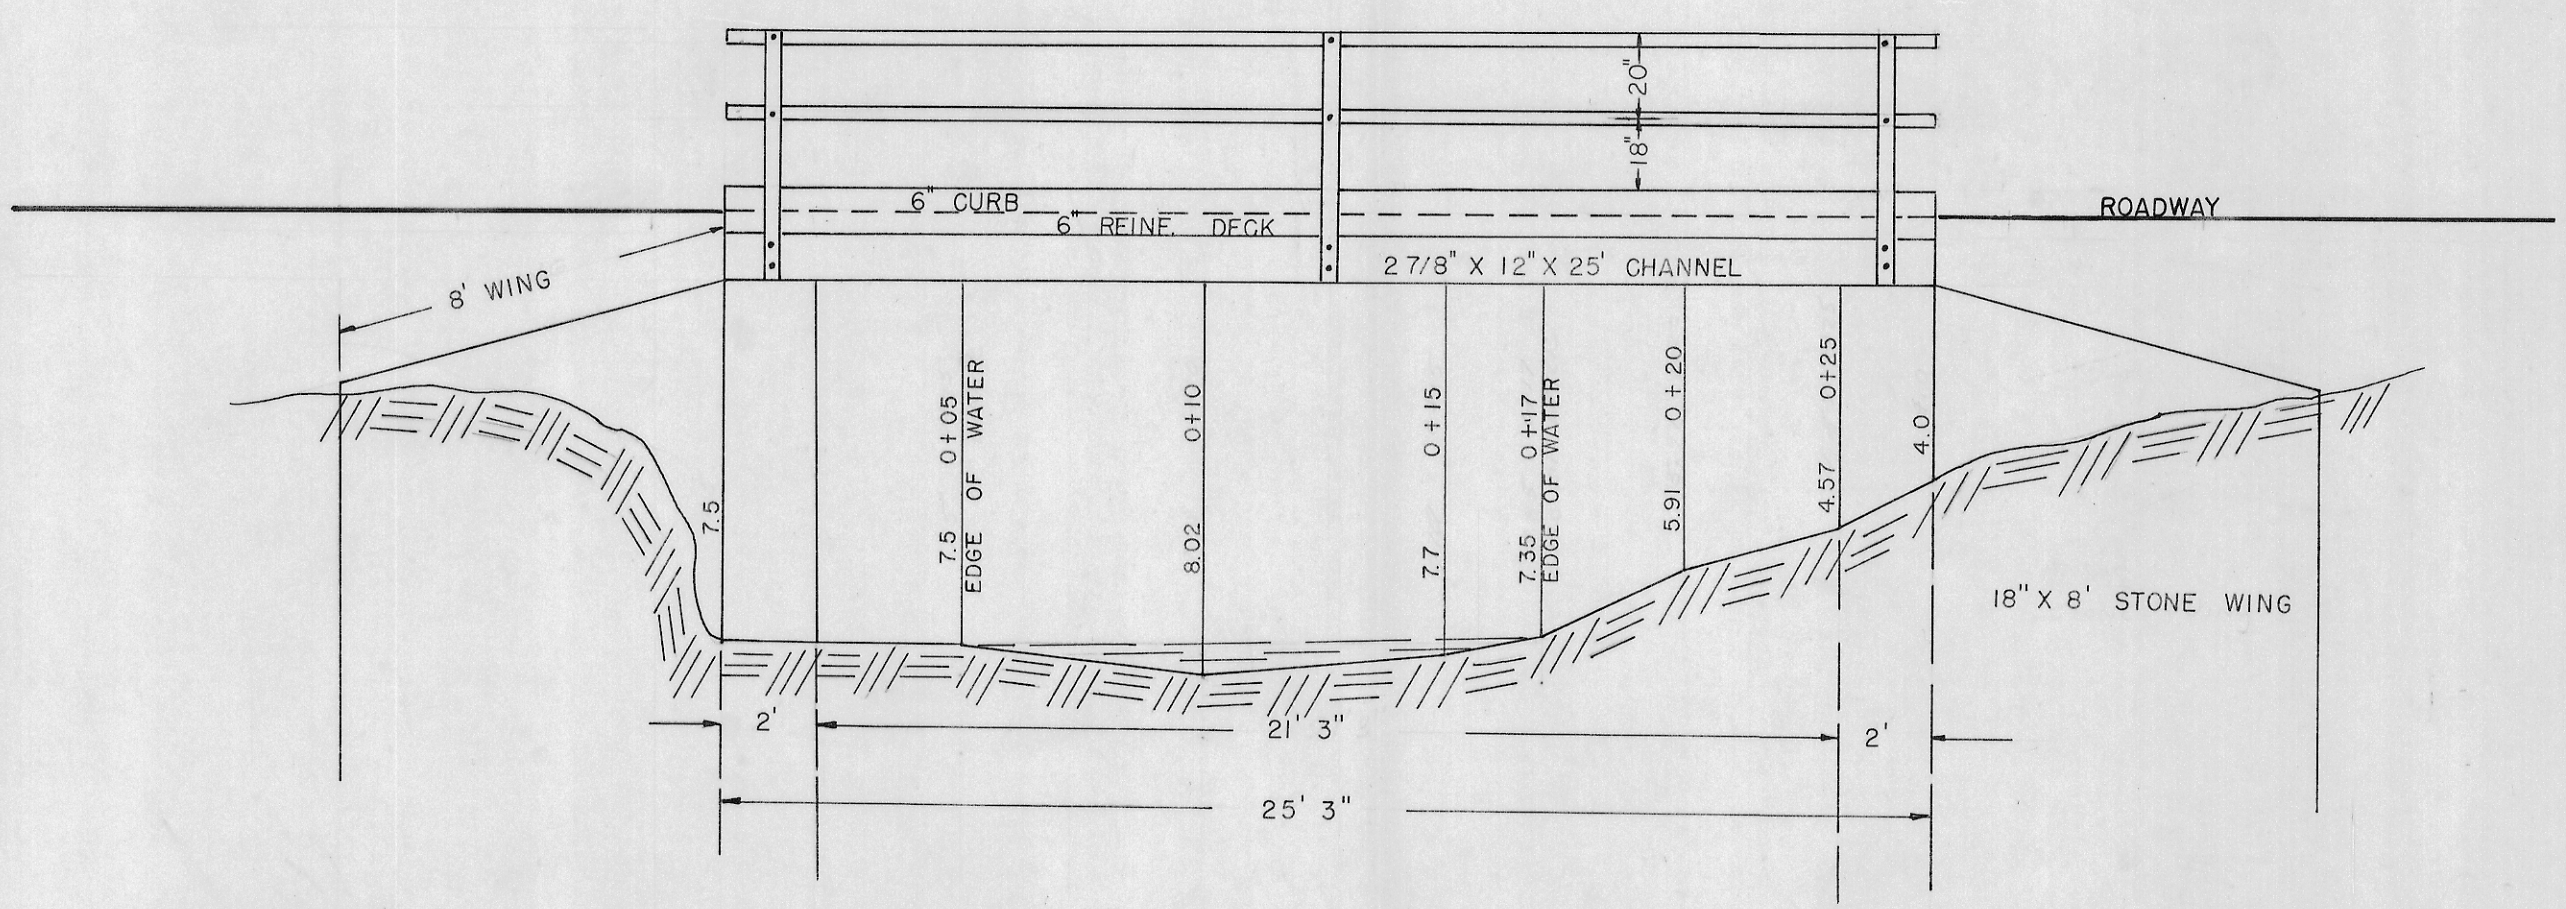 20"
18"
6" CURB
ROADWAY
6" REINF. DECK
2 7/8" X 12" X 25' CHANNEL
8' WING
7.5
7.5 0+05
EDGE OF WATER
8.02 0+10
7.7 0+15
7.35 0+17
EDGE OF WATER
5.91 0+20
4.57 0+25
4.0
18" X 8' STONE WING
2'
21' 3"
2'
25' 3"